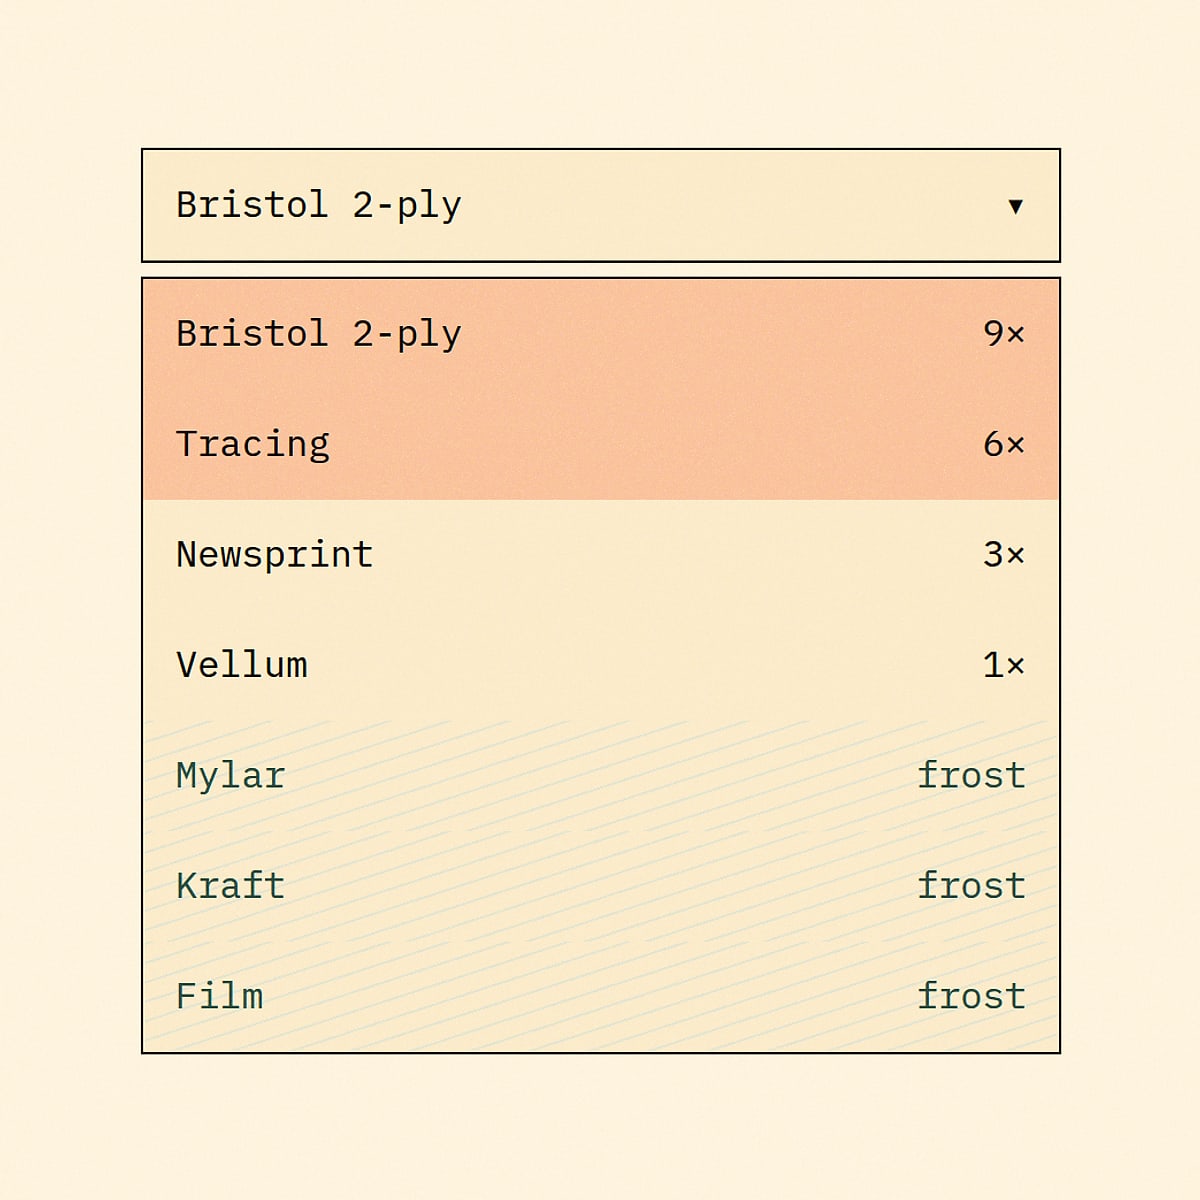 Bristol 2-ply ▼
Bristol 2-ply 9×
Tracing 6×
Newsprint 3×
Vellum 1×
Mylar frost
Kraft frost
Film frost